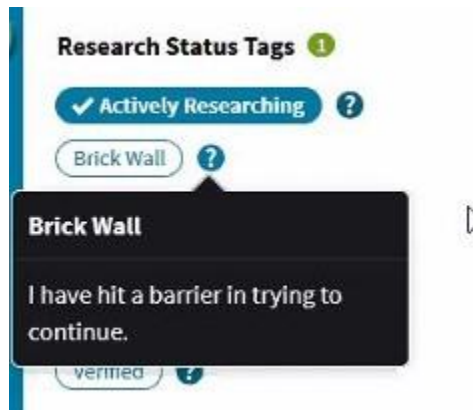 Research Status Tags 1
✔ Actively Researching ?
Brick Wall ?
Brick Wall
I have hit a barrier in trying to
continue.
Verified ?